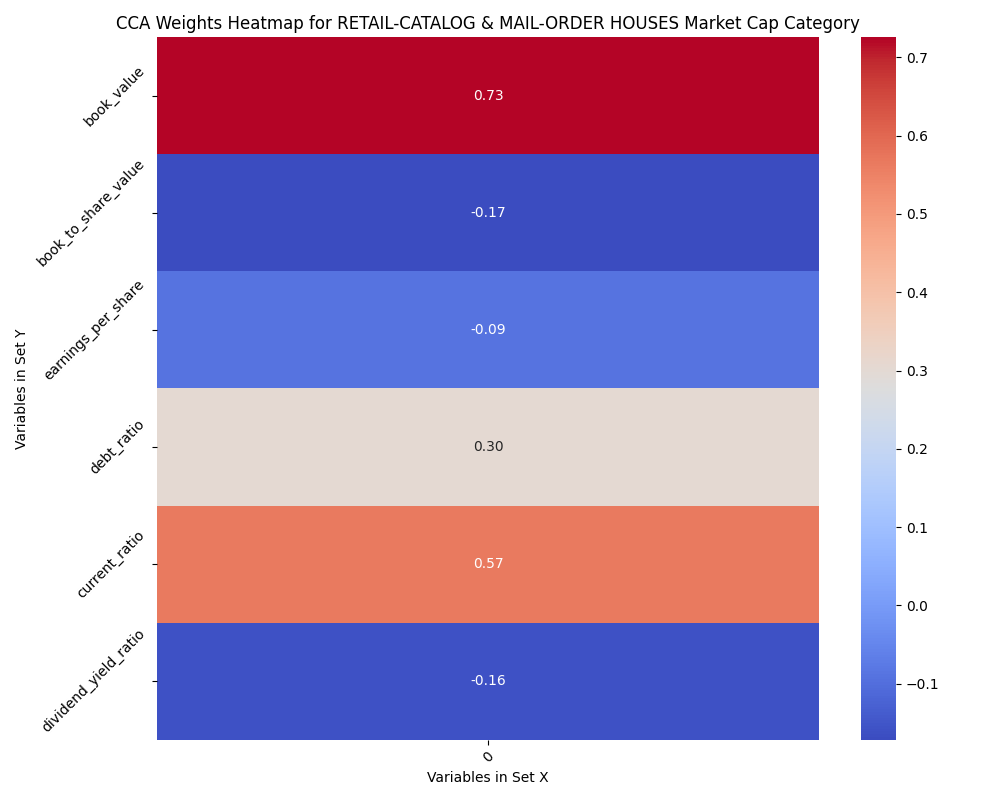 CCA Weights Heatmap for RETAIL-CATALOG & MAIL-ORDER HOUSES Market Cap Category
Variables in Set Y
book_value
0.73
book_to_share_value
-0.17
earnings_per_share
-0.09
debt_ratio
0.30
current_ratio
0.57
dividend_yield_ratio
-0.16
0
Variables in Set X
0.7
0.6
0.5
0.4
0.3
0.2
0.1
0.0
−0.1